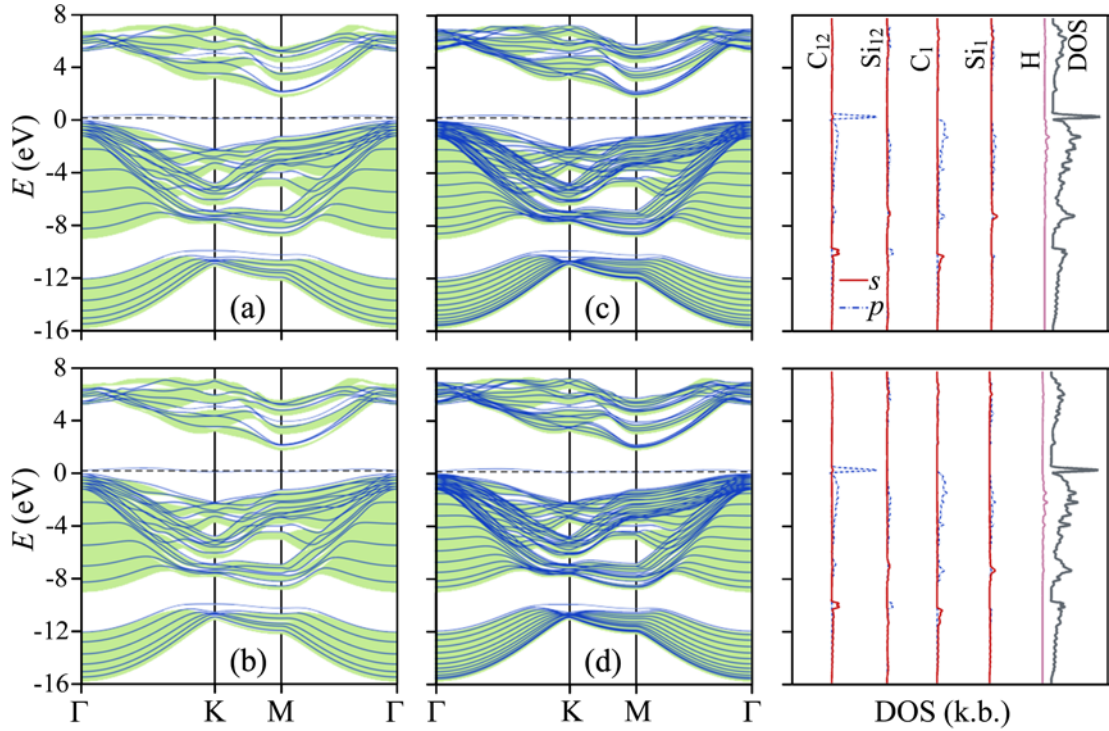 8
4
0
-4
-8
-12
-16
E (eV)
(a)
(c)
C12
Si12
C1
Si1
H
DOS
s
p
8
4
0
-4
-8
-12
-16
E (eV)
(b)
(d)
Γ K M Γ Γ K M Γ DOS (k.b.)